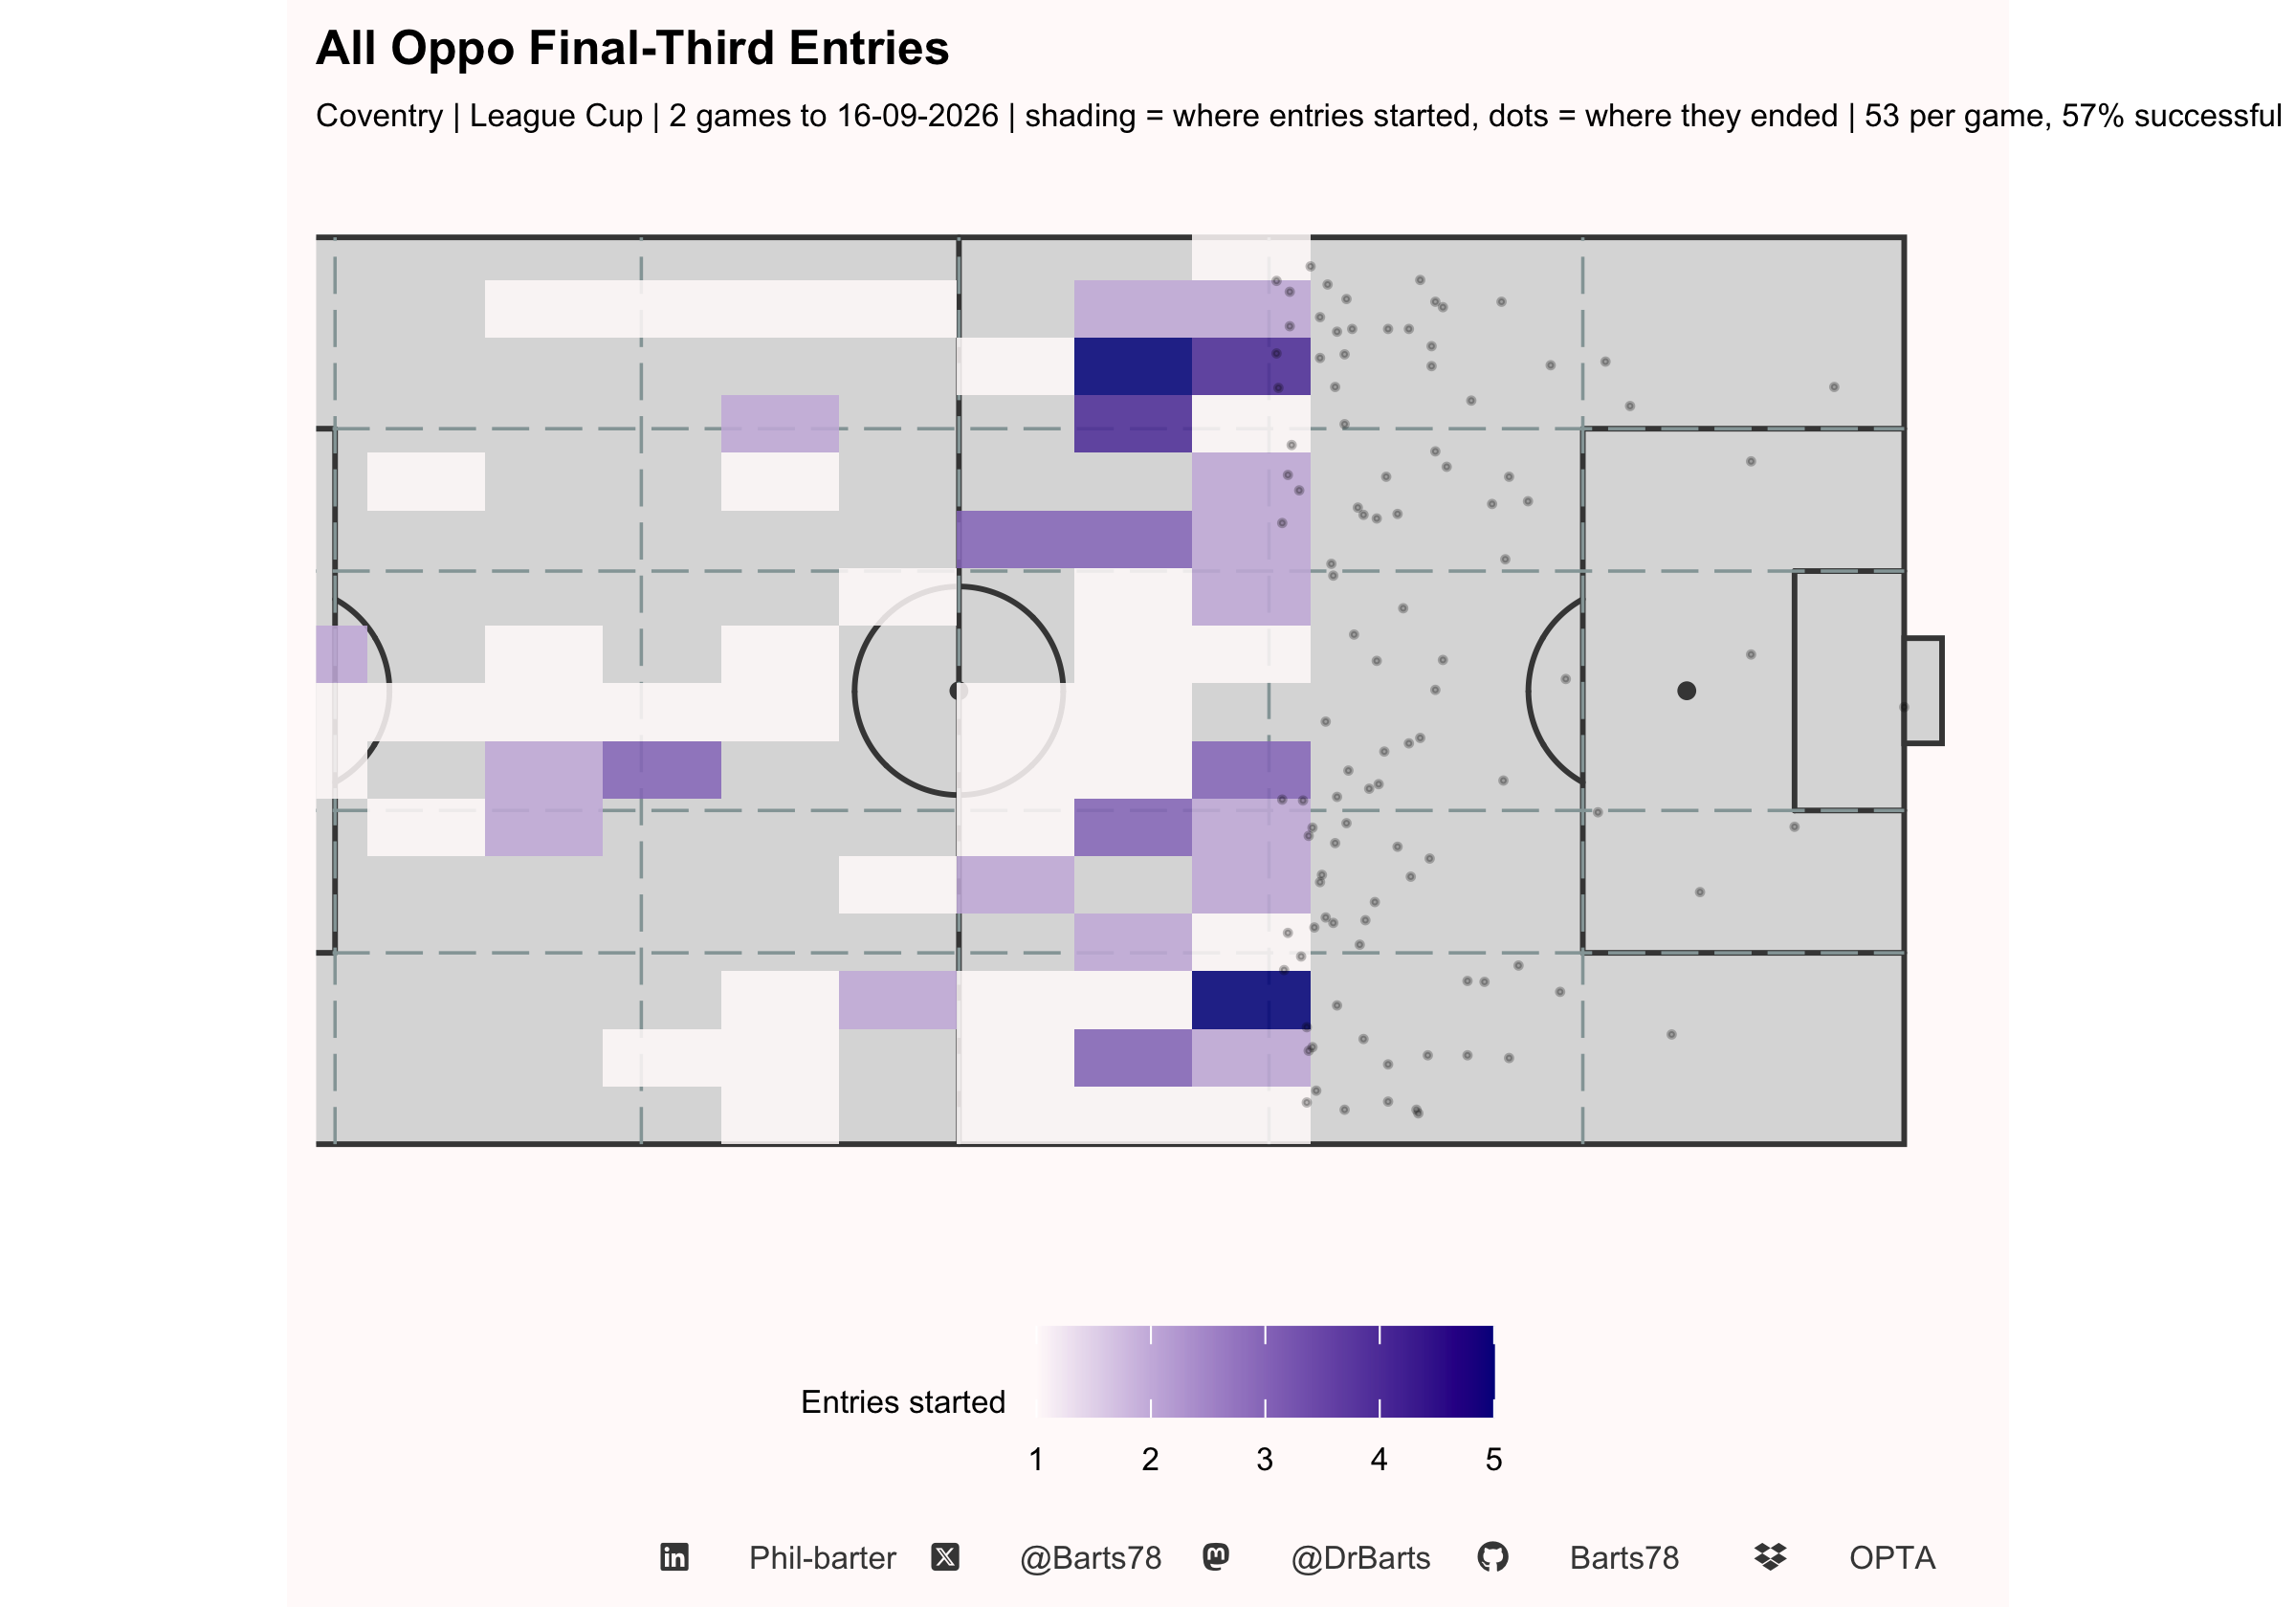 All Oppo Final-Third Entries
Coventry | League Cup | 2 games to 16-09-2026 | shading = where entries started, dots = where they ended | 53 per game, 57% successful
Entries started
1 2 3 4 5
Phil-barter @Barts78 @DrBarts Barts78 OPTA